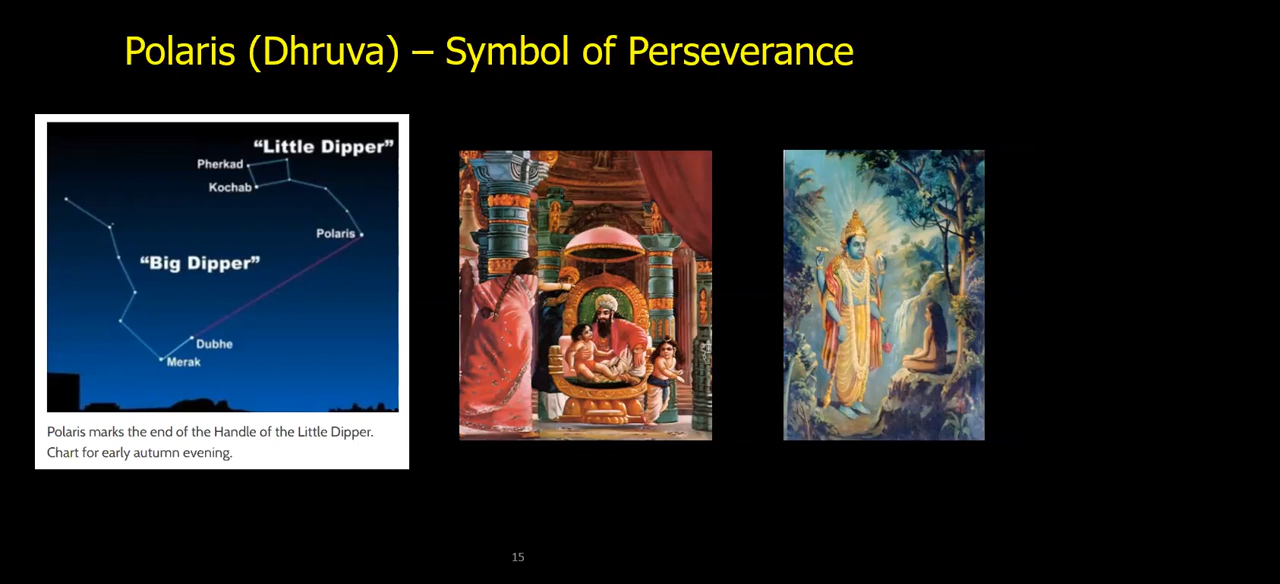 Polaris (Dhruva) – Symbol of Perseverance
“Little Dipper”
Pherkad
Kochab
Polaris
“Big Dipper”
Dubhe
Merak
Polaris marks the end of the Handle of the Little Dipper.
Chart for early autumn evening.
15